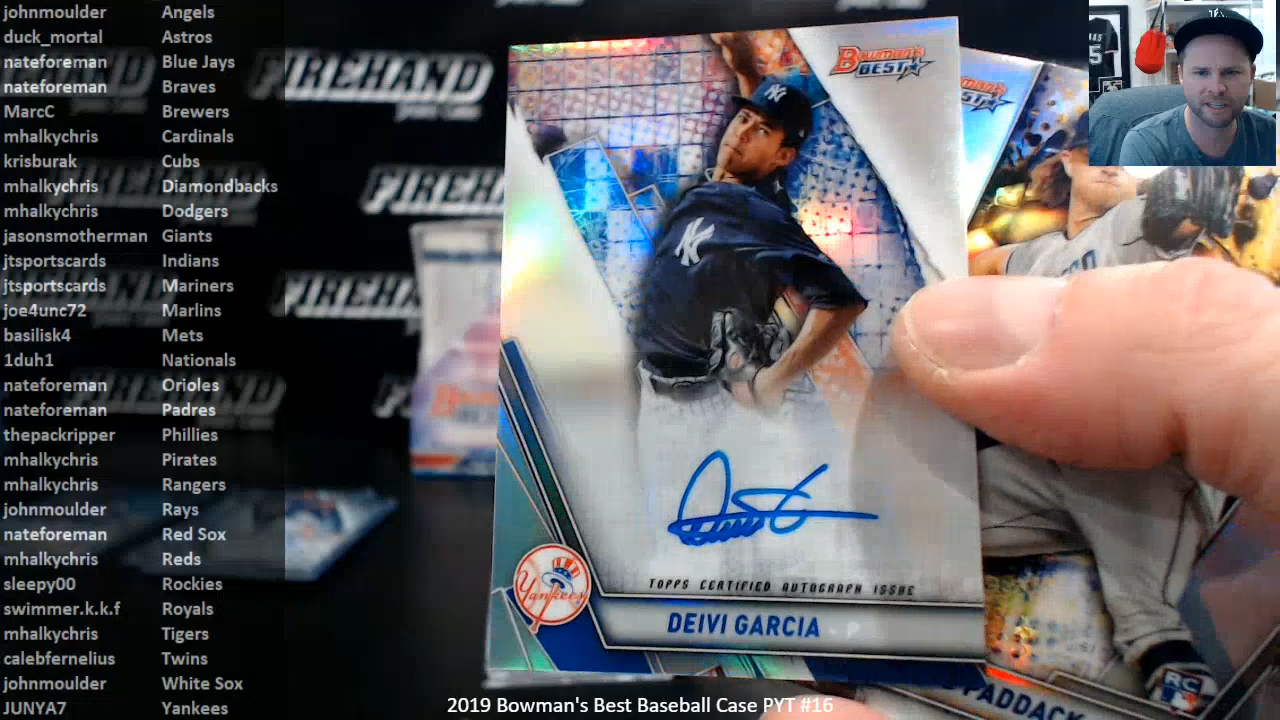 johnmoulder Angels
duck_mortal Astros
nateforeman Blue Jays
nateforeman Braves
MarcC Brewers
mhalkychris Cardinals
krisburak Cubs
mhalkychris Diamondbacks
mhalkychris Dodgers
jasonsmotherman Giants
jtsportscards Indians
jtsportscards Mariners
joe4unc72 Marlins
basilisk4 Mets
1duh1 Nationals
nateforeman Orioles
nateforeman Padres
thepackripper Phillies
mhalkychris Pirates
mhalkychris Rangers
johnmoulder Rays
nateforeman Red Sox
mhalkychris Reds
sleepy00 Rockies
swimmer.k.k.f Royals
mhalkychris Tigers
calebfernelius Twins
johnmoulder White Sox
JUNYA7 Yankees
FIREHAND
Bowman's
BEST
NY
NY
TOPPS CERTIFIED AUTOGRAPH ISSUE
Yankees
DEIVI GARCIA
PADDACK
RC
2019 Bowman's Best Baseball Case PYT #16